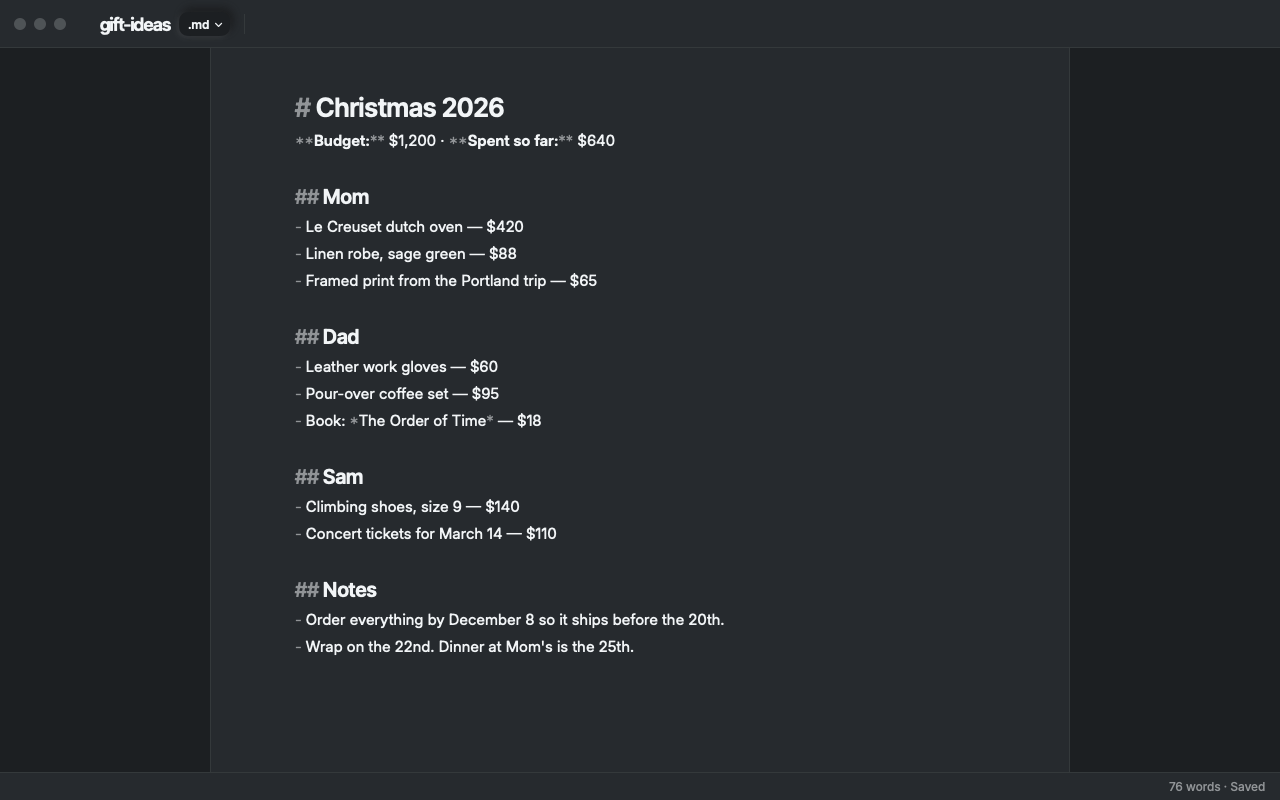 gift-ideas .md
# Christmas 2026
**Budget:** $1,200 · **Spent so far:** $640
## Mom
- Le Creuset dutch oven — $420
- Linen robe, sage green — $88
- Framed print from the Portland trip — $65
## Dad
- Leather work gloves — $60
- Pour-over coffee set — $95
- Book: *The Order of Time* — $18
## Sam
- Climbing shoes, size 9 — $140
- Concert tickets for March 14 — $110
## Notes
- Order everything by December 8 so it ships before the 20th.
- Wrap on the 22nd. Dinner at Mom's is the 25th.
76 words · Saved